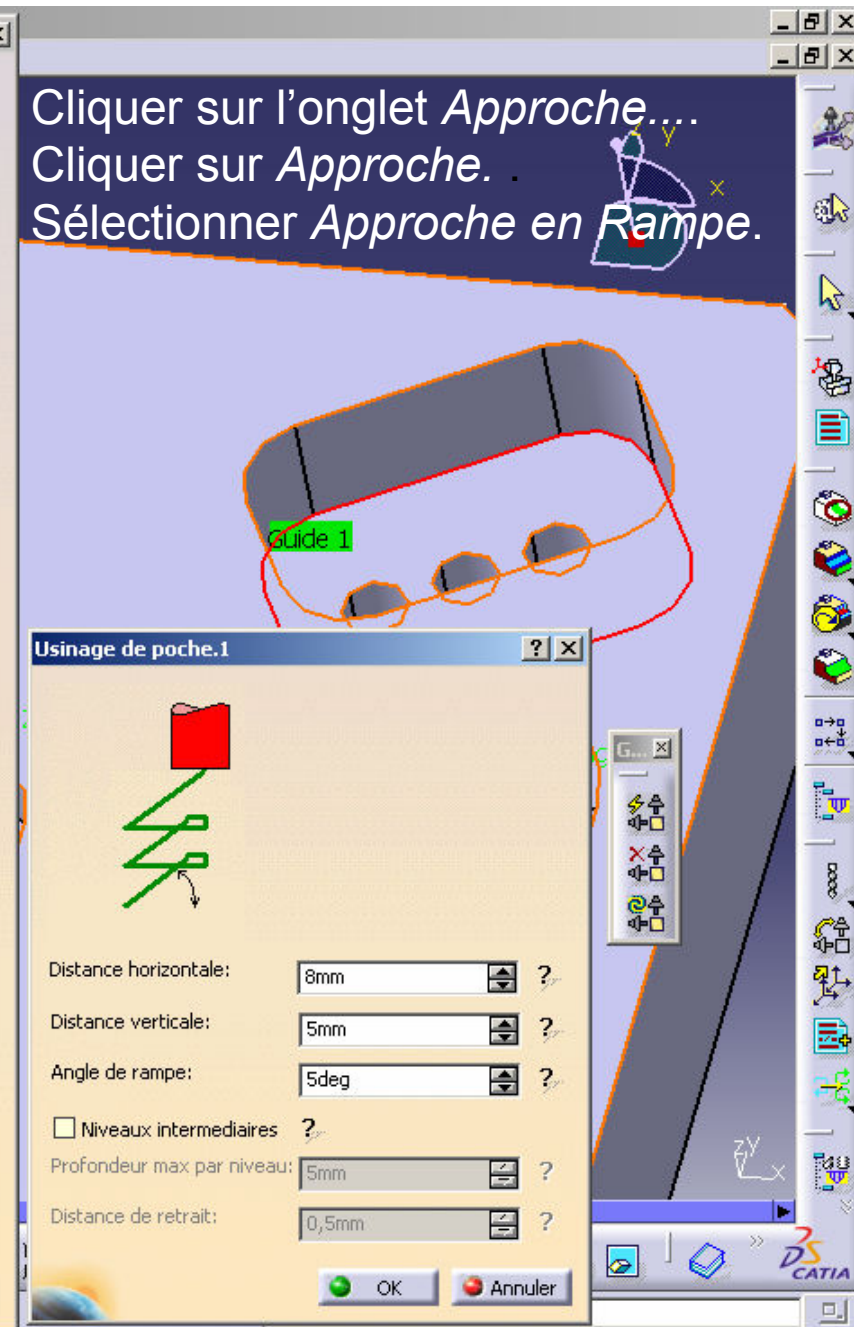 Cliquer sur l’onglet Approche....
Cliquer sur Approche. .
Sélectionner Approche en Rampe.
z y
x
Guide 1
Usinage de poche.1
G...
Distance horizontale:
8mm
?
Distance verticale:
5mm
?
Angle de rampe:
5deg
?
Niveaux intermediaires ?
Profondeur max par niveau:
5mm
?
Distance de retrait:
0,5mm
?
OK
Annuler
z y
x
DS
CATIA